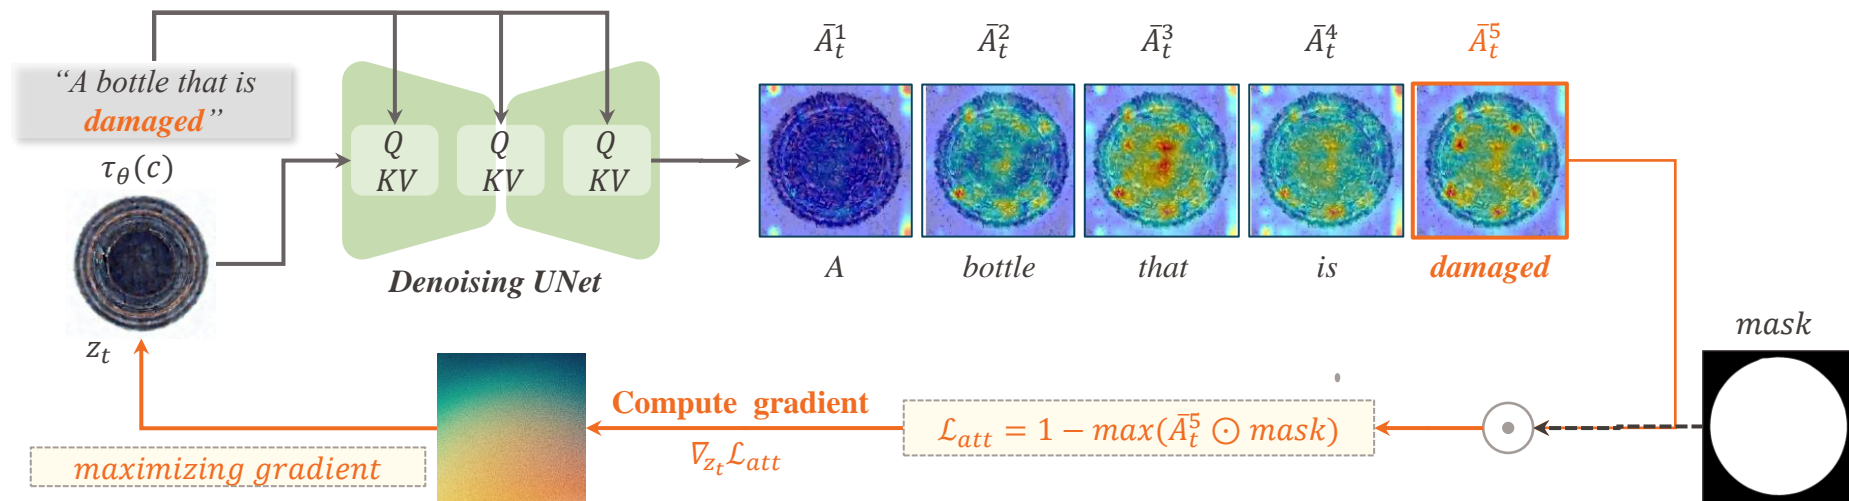 “A bottle that is
damaged”
τ_θ(c)
z_t
Q
KV
Q
KV
Q
KV
Denoising UNet
Ā_t^1
Ā_t^2
Ā_t^3
Ā_t^4
Ā_t^5
A
bottle
that
is
damaged
mask
ℒ_att = 1 − max(Ā_t^5 ⊙ mask)
Compute gradient
∇_{z_t} ℒ_att
maximizing gradient